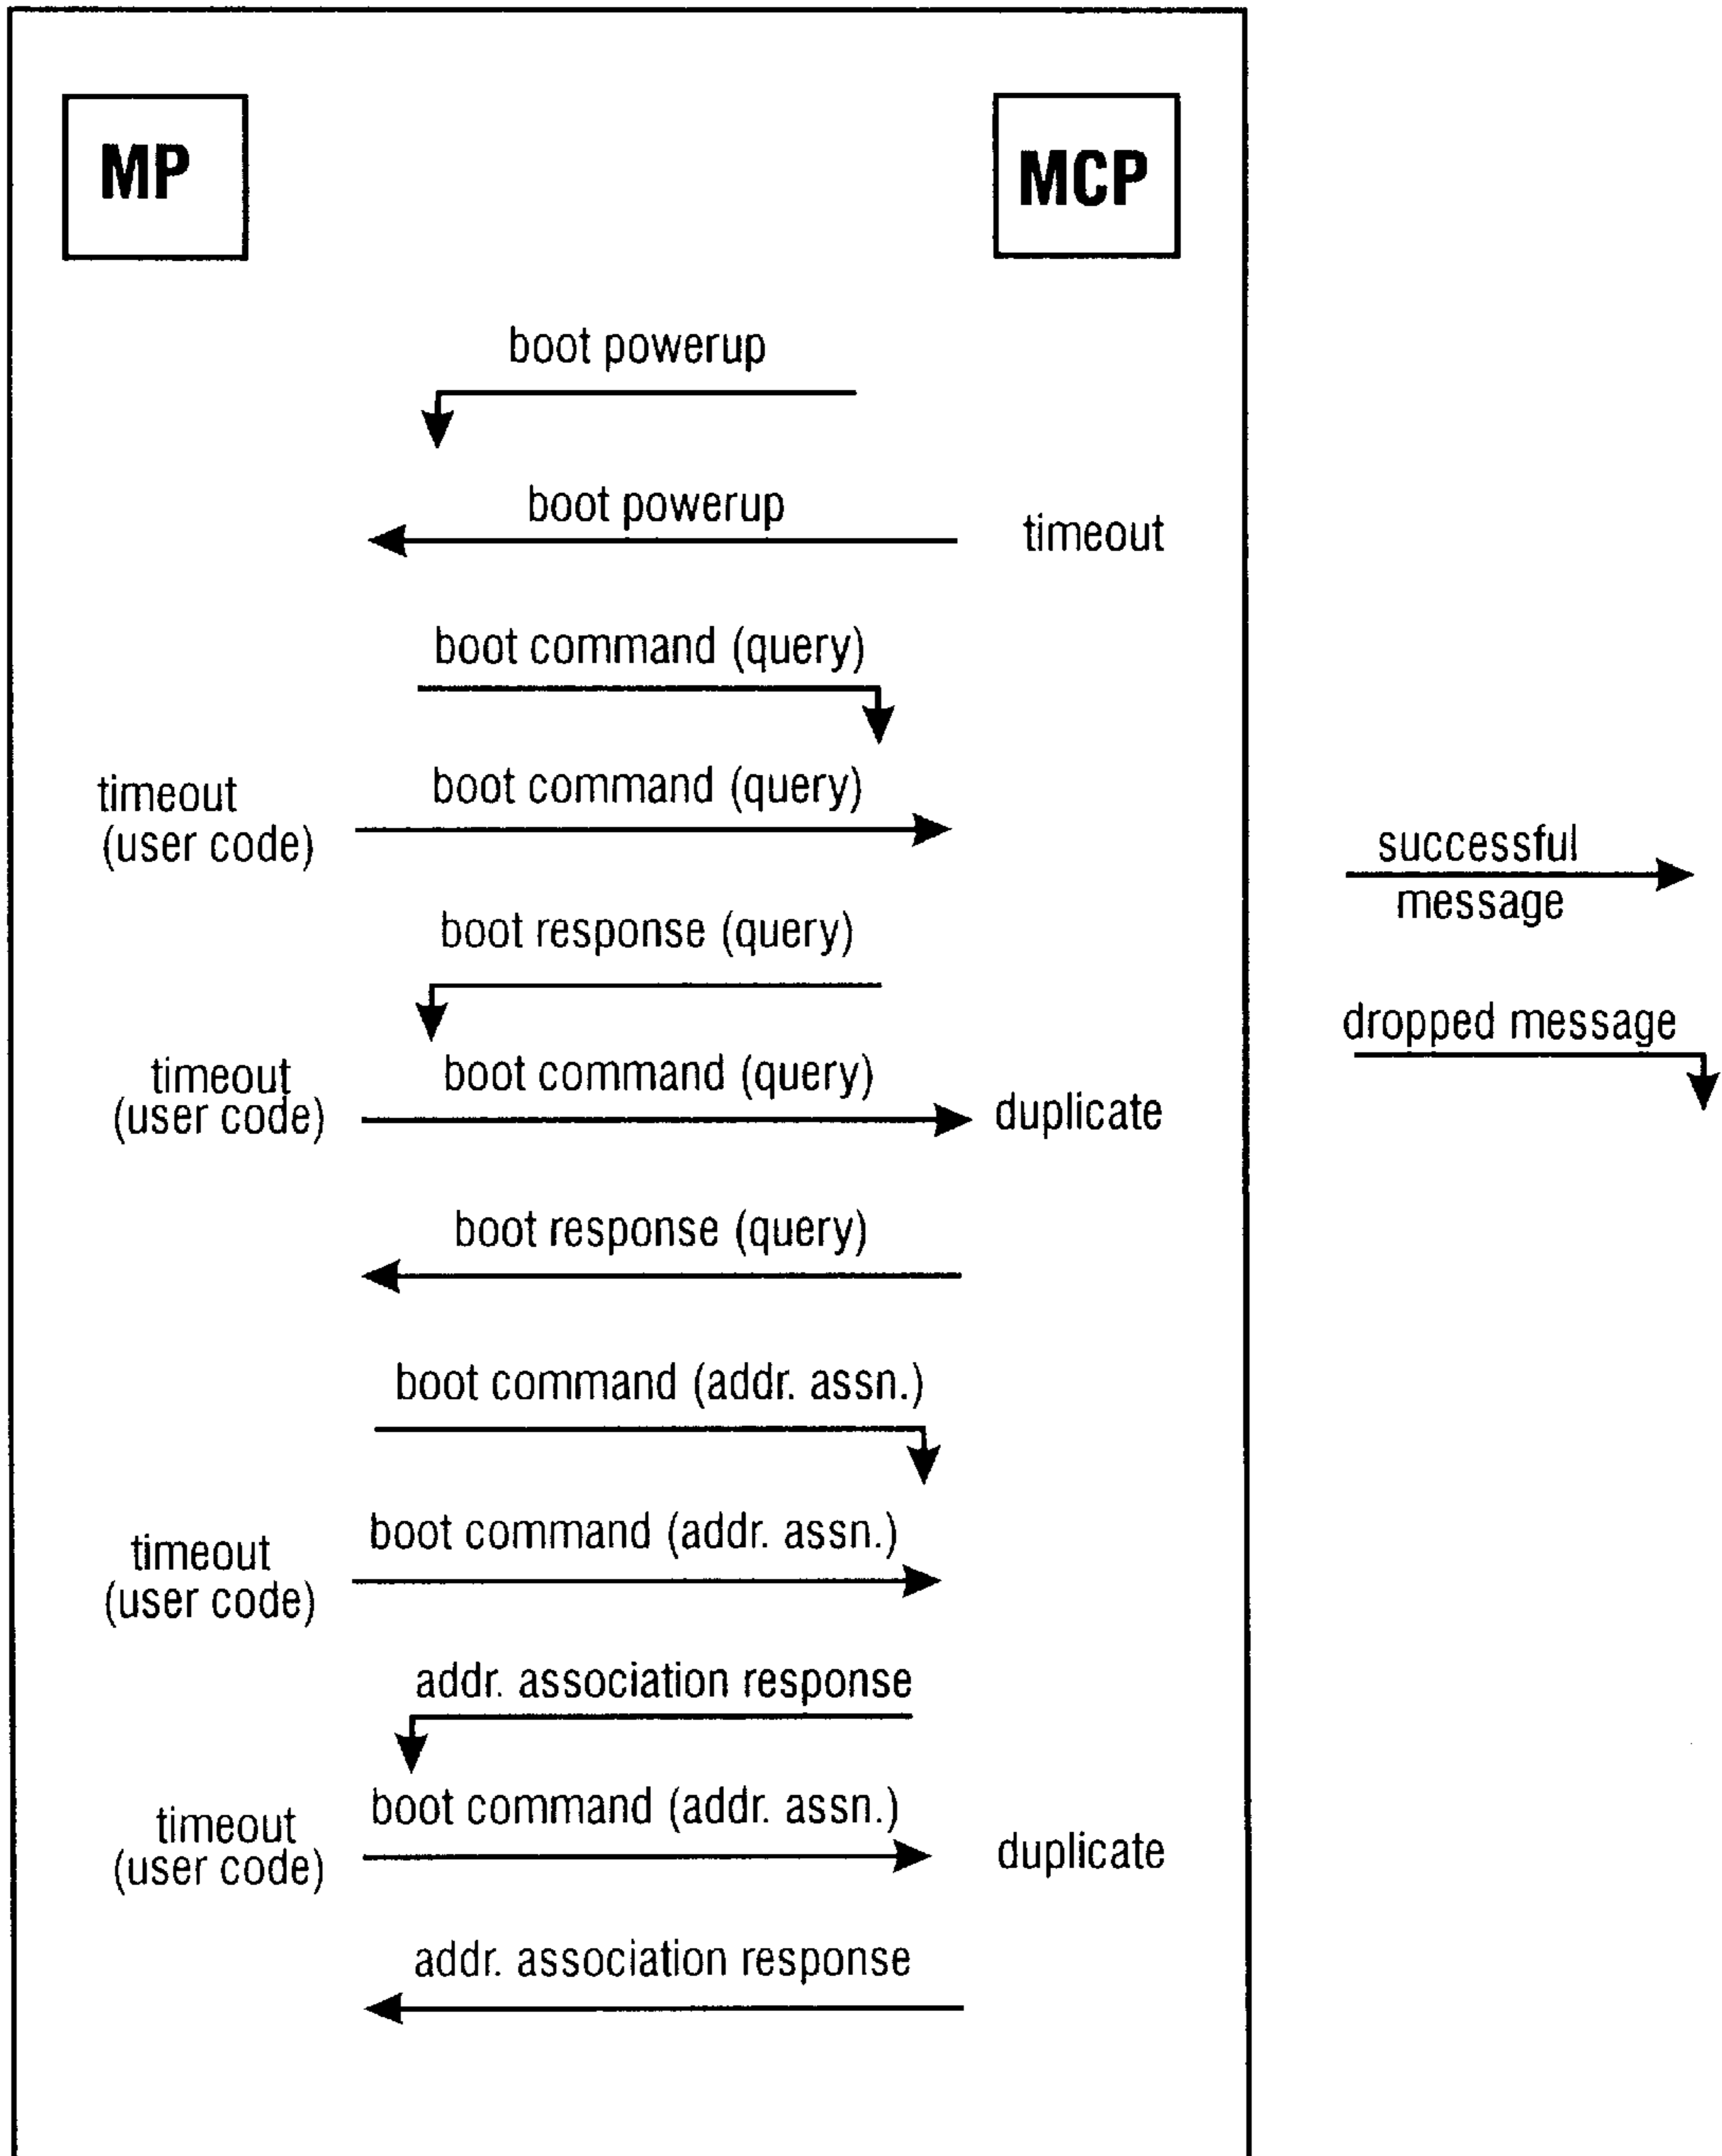 MP
MCP
boot powerup
boot powerup
timeout
boot command (query)
timeout
(user code)
boot command (query)
boot response (query)
timeout
(user code)
boot command (query)
duplicate
boot response (query)
boot command (addr. assn.)
timeout
(user code)
boot command (addr. assn.)
addr. association response
timeout
(user code)
boot command (addr. assn.)
duplicate
addr. association response
successful
message
dropped message